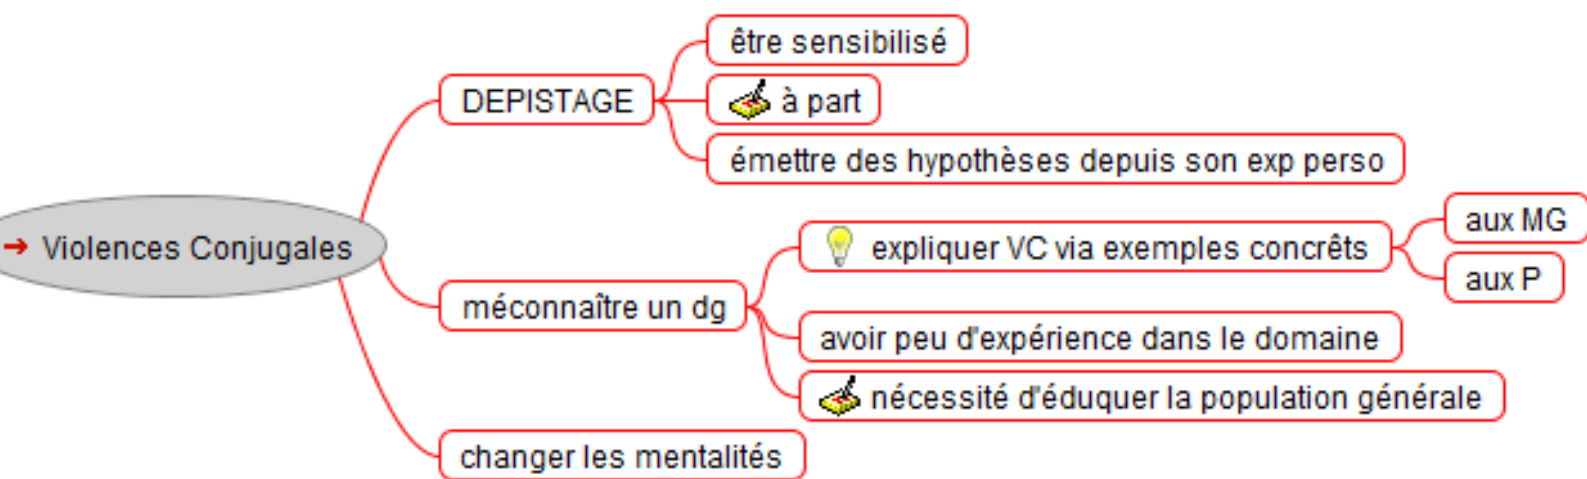 être sensibilisé
DEPISTAGE
à part
émettre des hypothèses depuis son exp perso
Violences Conjugales
aux MG
expliquer VC via exemples concrêts
aux P
méconnaître un dg
avoir peu d'expérience dans le domaine
nécessité d'éduquer la population générale
changer les mentalités